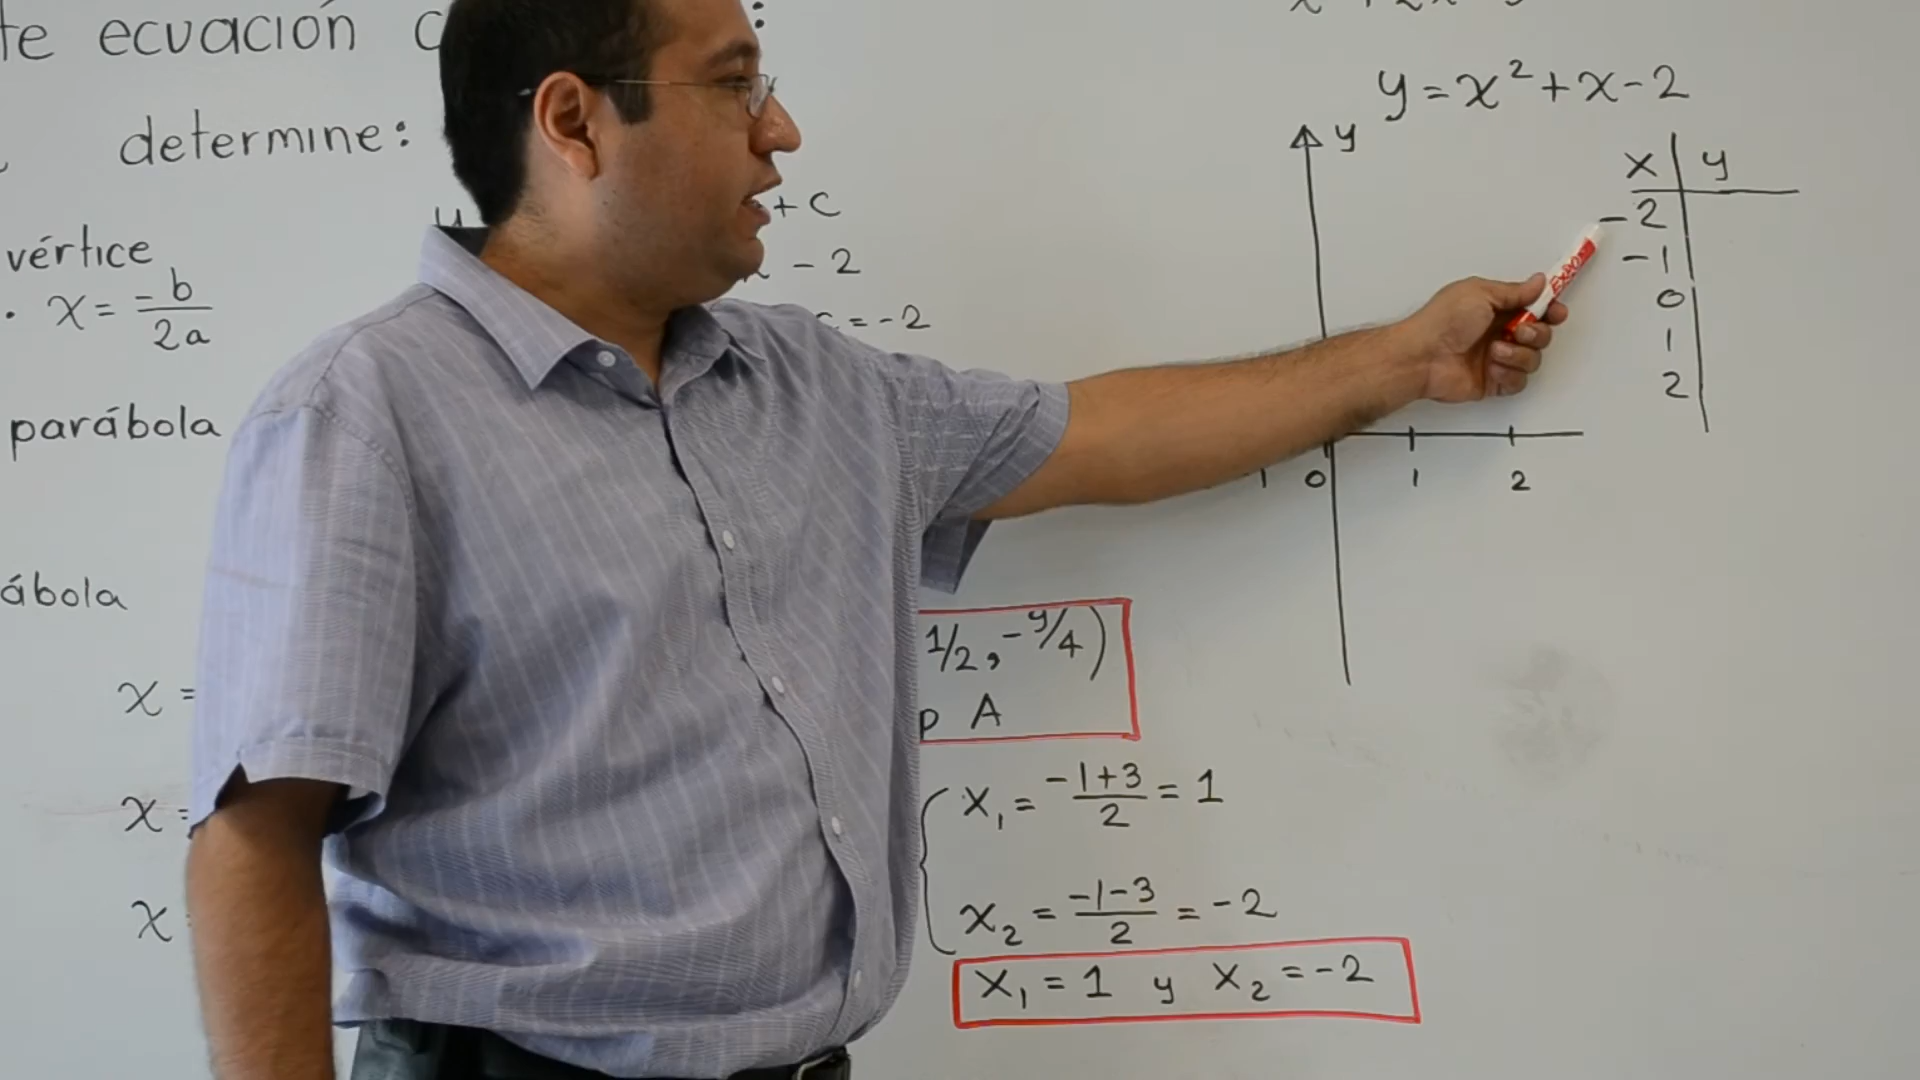 te ecuación
determine:
vértice
· x = -b/2a
parábola
ábola
x =
x =
x
+ c
- 2
c = -2
y = x² + x - 2
y
x | y
-2
-1
0
1
2
1 0 1 2
1/2, -9/4)
A
x₁ = -1+3/2 = 1
x₂ = -1-3/2 = -2
x₁ = 1 y x₂ = -2